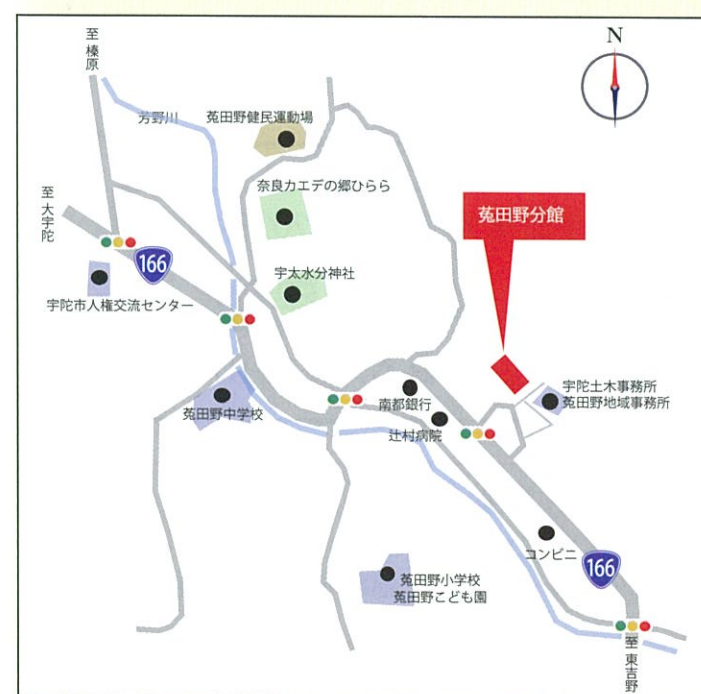 至 榛原
N
芳野川
菟田野健民運動場
奈良カエデの郷ひらら
至 大宇陀
菟田野分館
166
宇太水分神社
宇陀市人権交流センター
宇陀土木事務所
菟田野地域事務所
南都銀行
菟田野中学校
辻村病院
コンビニ
166
菟田野小学校
菟田野こども園
至 東吉野